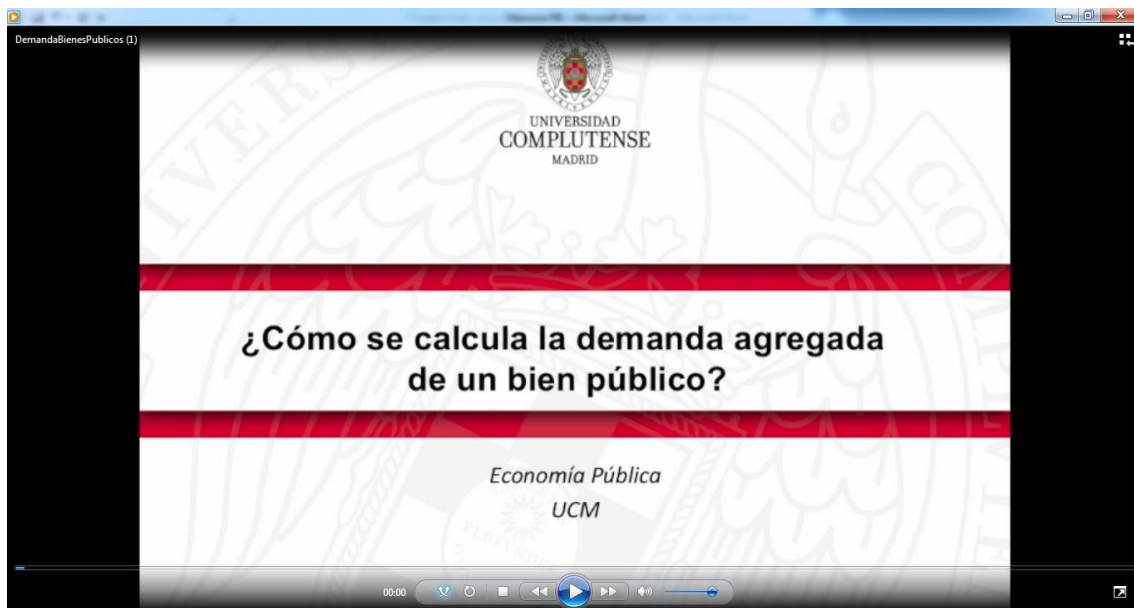 DemandaBienesPublicos (1)
UNIVERSIDAD
COMPLUTENSE
MADRID
¿Cómo se calcula la demanda agregada
de un bien público?
Economía Pública
UCM
00:00